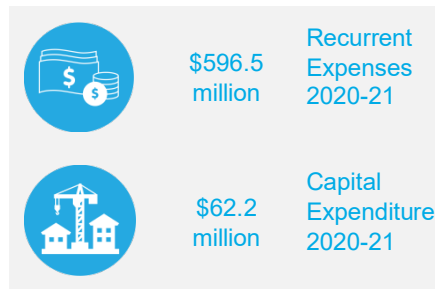 $
$
$596.5
million
Recurrent
Expenses
2020-21
$62.2
million
Capital
Expenditure
2020-21